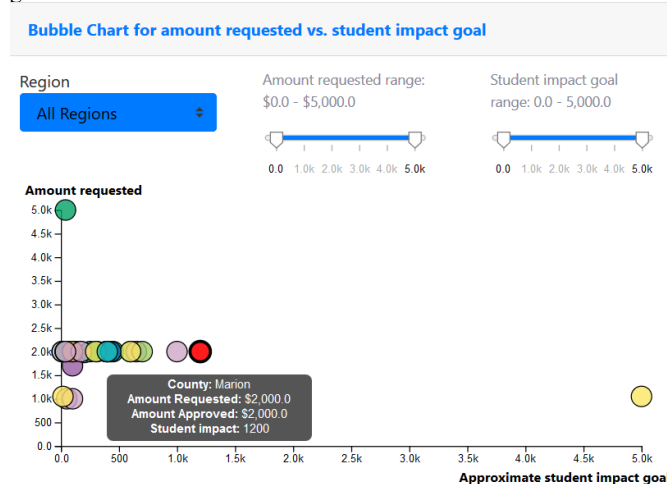 Bubble Chart for amount requested vs. student impact goal
Region
All Regions
Amount requested range:
$0.0 - $5,000.0
0.0 1.0k 2.0k 3.0k 4.0k 5.0k
Student impact goal
range: 0.0 - 5,000.0
0.0 1.0k 2.0k 3.0k 4.0k 5.0k
Amount requested
5.0k
4.5k
4.0k
3.5k
3.0k
2.5k
2.0k
1.5k
1.0k
500
0.0
County: Marion
Amount Requested: $2,000.0
Amount Approved: $2,000.0
Student impact: 1200
0.0 500 1.0k 1.5k 2.0k 2.5k 3.0k 3.5k 4.0k 4.5k 5.0k
Approximate student impact goal